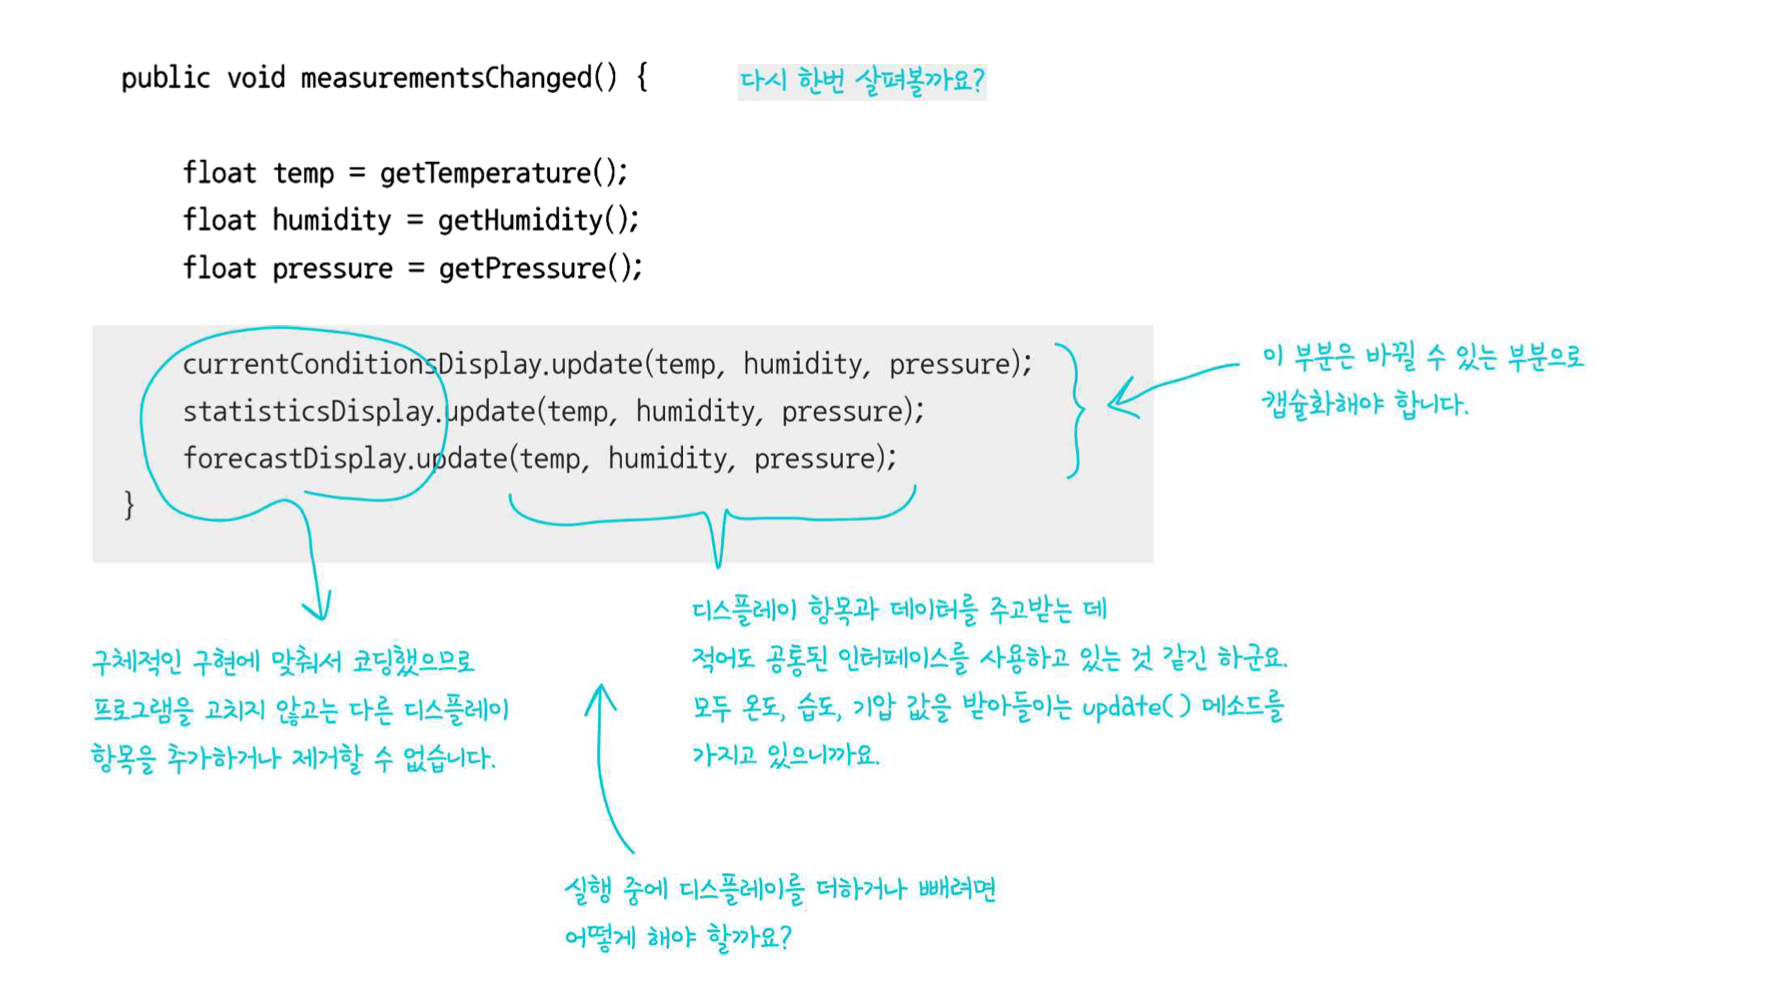 public void measurementsChanged() {
다시 한번 살펴볼까요?
float temp = getTemperature();
float humidity = getHumidity();
float pressure = getPressure();
currentConditionsDisplay.update(temp, humidity, pressure);
statisticsDisplay.update(temp, humidity, pressure);
forecastDisplay.update(temp, humidity, pressure);
}
이 부분은 바뀔 수 있는 부분으로
캡슐화해야 합니다.
구체적인 구현에 맞춰서 코딩했으므로
프로그램을 고치지 않고는 다른 디스플레이
항목을 추가하거나 제거할 수 없습니다.
디스플레이 항목과 데이터를 주고받는 데
적어도 공통된 인터페이스를 사용하고 있는 것 같긴 하군요.
모두 온도, 습도, 기압 값을 받아들이는 update() 메소드를
가지고 있으니까요.
실행 중에 디스플레이를 더하거나 빼려면
어떻게 해야 할까요?